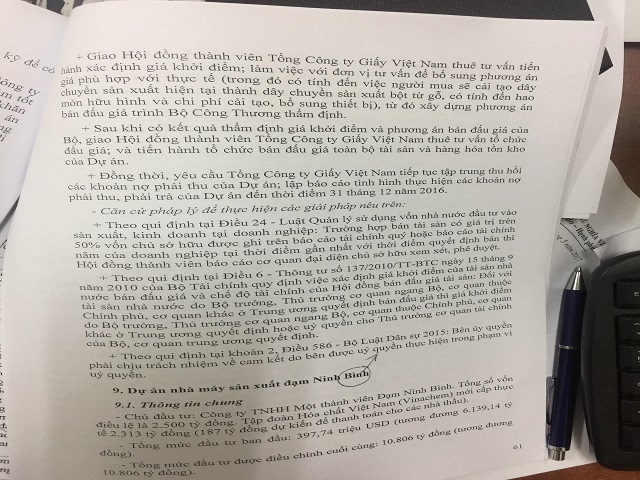 + Giao Hội đồng thành viên Tổng Công ty Giấy Việt Nam thuê tư vấn tiến
hành xác định giá khởi điểm; làm việc với đơn vị tư vấn để bổ sung phương án
giá phù hợp với thực tế (trong đó có tính đến việc người mua sẽ cải tạo dây
chuyền sản xuất hiện tại thành dây chuyền sản xuất bột từ gỗ, có tính đến hao
mòn hữu hình và chi phí cải tạo, bổ sung thiết bị), từ đó xây dựng phương án
bán đấu giá trình Bộ Công Thương thẩm định.
+ Sau khi có kết quả thẩm định giá khởi điểm và phương án bán đấu giá của
Bộ, giao Hội đồng thành viên Tổng Công ty Giấy Việt Nam thuê tư vấn tổ chức
đấu giá; và tiến hành tổ chức bán đấu giá toàn bộ tài sản và hàng hóa tồn kho
của Dự án.
+ Đồng thời, yêu cầu Tổng Công ty Giấy Việt Nam tiếp tục tập trung thu hồi
các khoản nợ phải thu của Dự án; lập báo cáo tình hình thực hiện các khoản nợ
phải thu, phải trả của Dự án đến thời điểm 31 tháng 12 năm 2016.
- Căn cứ pháp lý để thực hiện các giải pháp nêu trên:
+ Theo qui định tại Điều 24 - Luật Quản lý sử dụng vốn nhà nước đầu tư vào
sản xuất, kinh doanh tại doanh nghiệp: Trường hợp bán tài sản có giá trị trên
50% vốn chủ sở hữu được ghi trên báo cáo tài chính quý hoặc báo cáo tài chính
năm của doanh nghiệp tại thời điểm gần nhất với thời điểm quyết định bán thì
Hội đồng thành viên báo cáo cơ quan đại diện chủ sở hữu xem xét, phê duyệt.
+ Theo qui định tại Điều 6 - Thông tư số 137/2010/TT-BTC ngày 15 tháng 9
năm 2010 của Bộ Tài chính quy định việc xác định giá khởi điểm của tài sản nhà
nước bán đấu giá và chế độ tài chính của Hội đồng bán đấu giá tài sản: Đối với
tài sản nhà nước do Bộ trưởng, Thủ trưởng cơ quan ngang Bộ, cơ quan thuộc
Chính phủ, cơ quan khác ở Trung ương quyết định bán đấu giá thì giá khởi điểm
do Bộ trưởng, Thủ trưởng cơ quan ngang Bộ, cơ quan thuộc Chính phủ, cơ quan
khác ở Trung ương quyết định hoặc uỷ quyền cho Thủ trưởng cơ quan tài chính
của Bộ, cơ quan trung ương quyết định.
+ Theo qui định tại khoản 2, Điều 586 - Bộ Luật Dân sự 2015: Bên ủy quyền
phải chịu trách nhiệm về cam kết do bên được uỷ quyền thực hiện trong phạm vi
uỷ quyền.
9. Dự án nhà máy sản xuất đạm Ninh Bình
9.1. Thông tin chung
- Chủ đầu tư: Công ty TNHH Một thành viên Đạm Ninh Bình. Tổng số vốn
điều lệ là 2.500 tỷ đồng. Tập đoàn Hóa chất Việt Nam (Vinachem) mới cấp thực
tế 2.313 tỷ đồng (187 tỷ đồng dự kiến để thanh toán cho các nhà thầu).
- Tổng mức đầu tư ban đầu: 397,74 triệu USD (tương đương 6.139,14 tỷ
đồng).
- Tổng mức đầu tư được điều chỉnh cuối cùng: 10.806 tỷ đồng (tương đương
10.806 tỷ đồng).
61